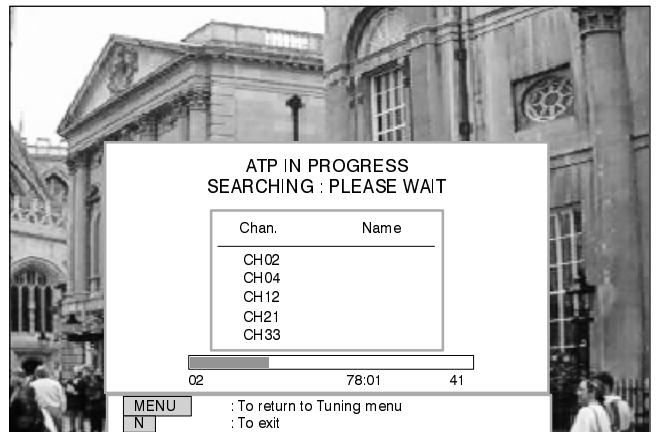 ATP IN PROGRESS
SEARCHING : PLEASE WAIT
Chan. Name
CH02
CH04
CH12
CH21
CH33
02 78:01 41
MENU : To return to Tuning menu
N : To exit